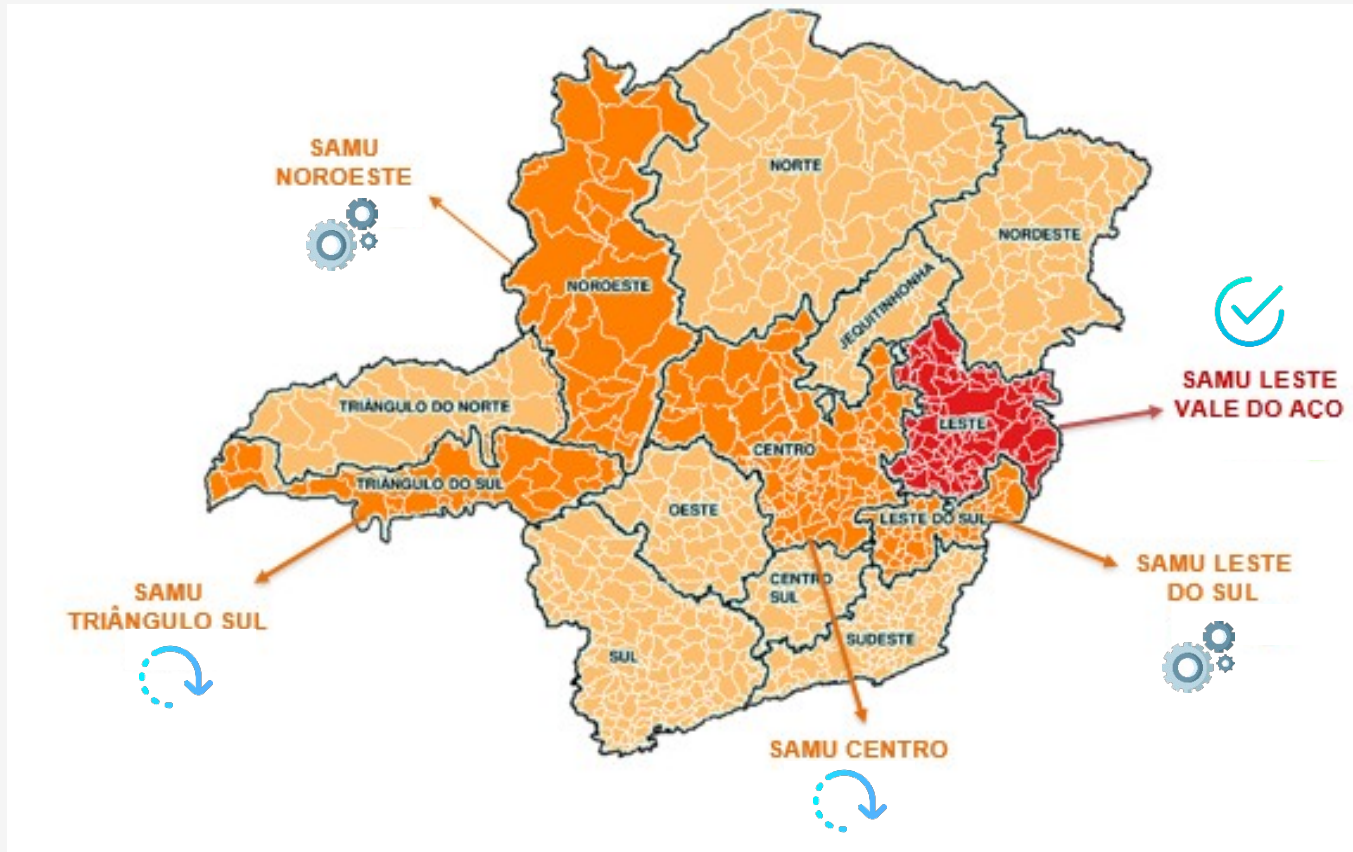 SAMU
NOROESTE
NORTE
NORDESTE
NOROESTE
JEQUITINHONHA
SAMU LESTE
VALE DO AÇO
TRIÂNGULO DO NORTE
LESTE
CENTRO
TRIÂNGULO DO SUL
OESTE
LESTE DO SUL
SAMU LESTE
DO SUL
CENTRO
SUL
SAMU
TRIÂNGULO SUL
SUDESTE
SUL
SAMU CENTRO